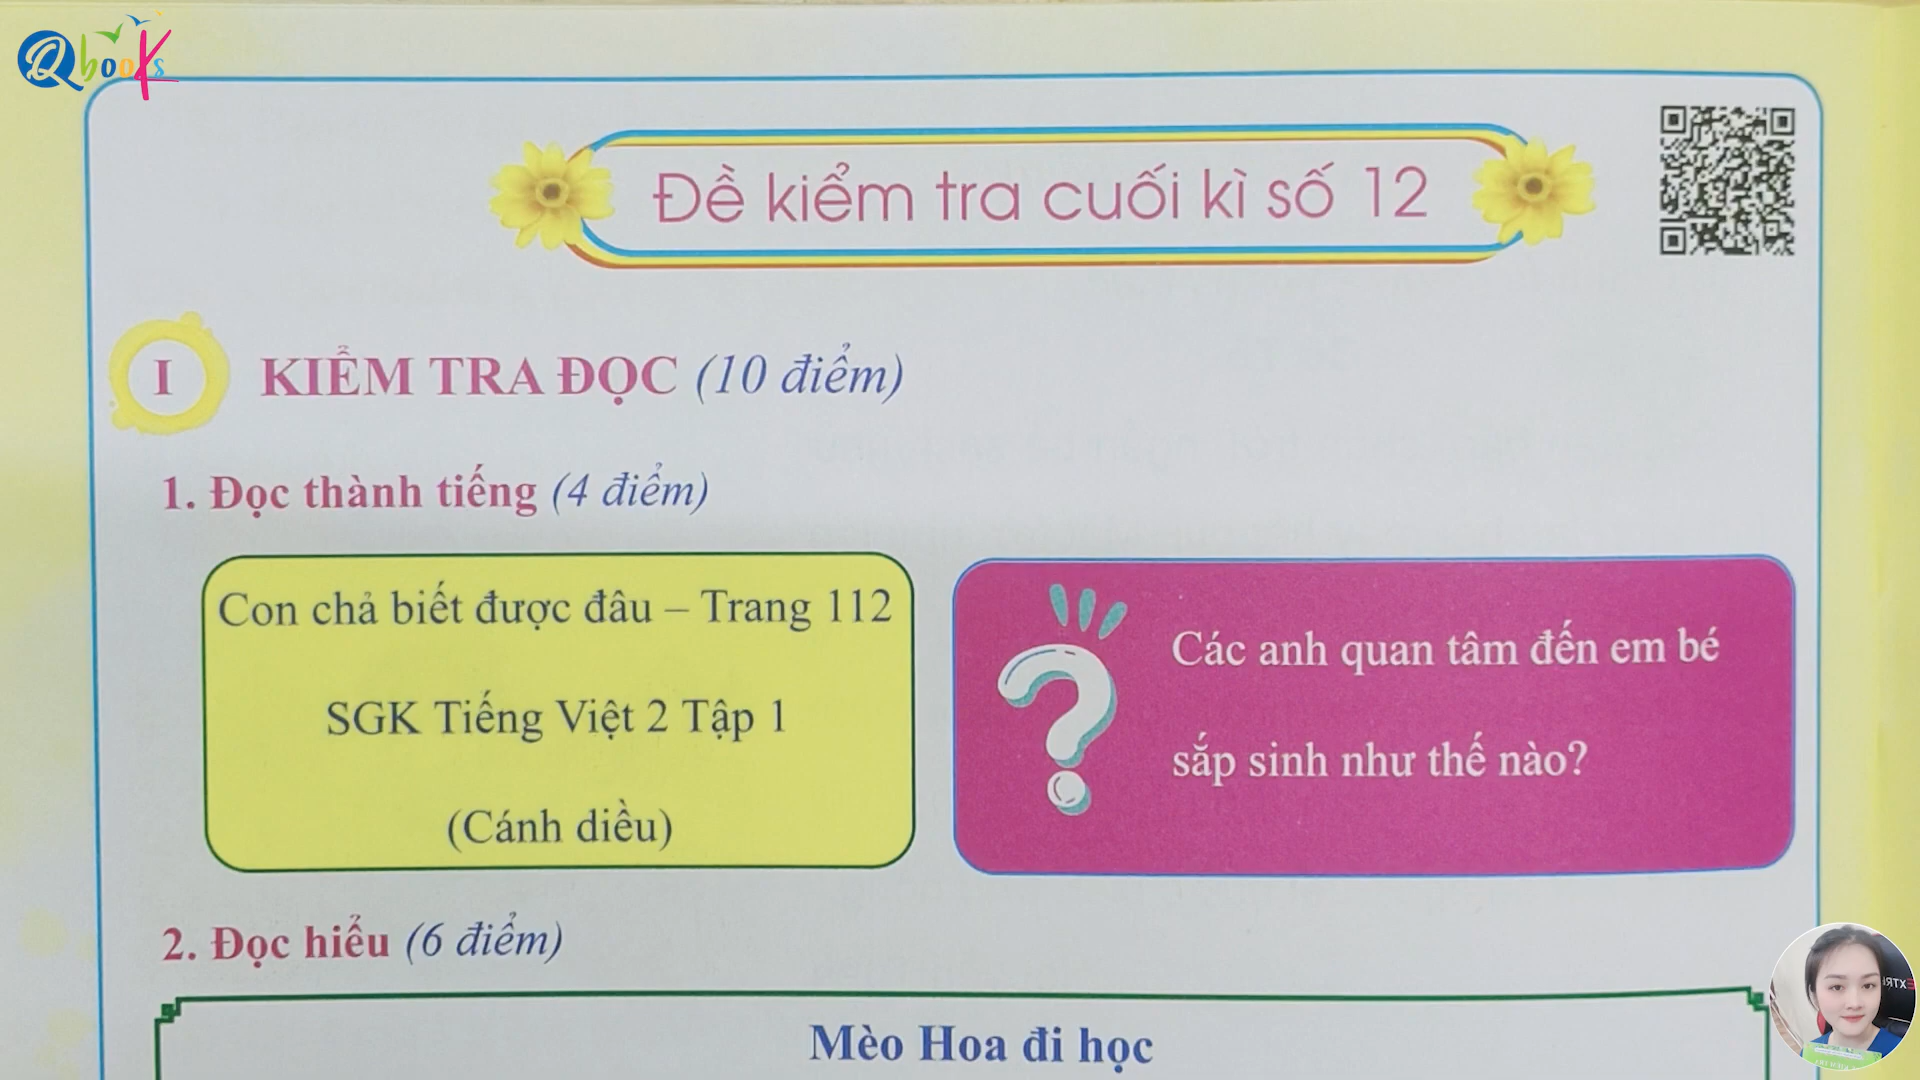 Qbooks
Đề kiểm tra cuối kì số 12
I KIỂM TRA ĐỌC (10 điểm)
1. Đọc thành tiếng (4 điểm)
Con chả biết được đâu – Trang 112
SGK Tiếng Việt 2 Tập 1
(Cánh diều)
Các anh quan tâm đến em bé
sắp sinh như thế nào?
2. Đọc hiểu (6 điểm)
Mèo Hoa đi học